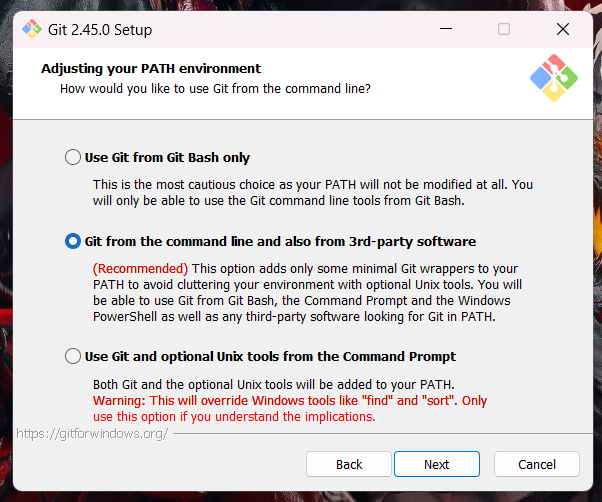 Git 2.45.0 Setup
Adjusting your PATH environment
How would you like to use Git from the command line?
Use Git from Git Bash only
This is the most cautious choice as your PATH will not be modified at all. You
will only be able to use the Git command line tools from Git Bash.
Git from the command line and also from 3rd-party software
(Recommended) This option adds only some minimal Git wrappers to your
PATH to avoid cluttering your environment with optional Unix tools. You will
be able to use Git from Git Bash, the Command Prompt and the Windows
PowerShell as well as any third-party software looking for Git in PATH.
Use Git and optional Unix tools from the Command Prompt
Both Git and the optional Unix tools will be added to your PATH.
Warning: This will override Windows tools like "find" and "sort". Only
use this option if you understand the implications.
https://gitforwindows.org/
Back
Next
Cancel